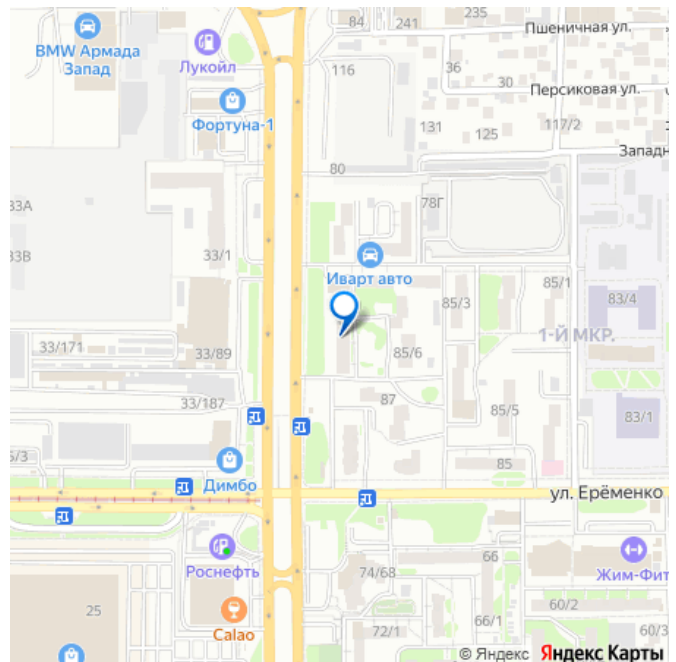 84
241
235
Пшеничная ул.
BMW Армада
Запад
Лукойл
116
36
30
Персиковая ул.
Фортуна-1
131
125
117/2
Западн
80
78Г
33А
33В
33/1
Иварт авто
85/3
85/1
83/4
1-Й МКР.
33/171
33/89
85/6
87
33/187
85/5
83/1
5/3
Димбо
85
ул. Ерёменко
Роснефть
66
74/68
Жим-Фит
25
Calao
72/1
66/1
60/2
60/3
© Яндекс Яндекс Карты